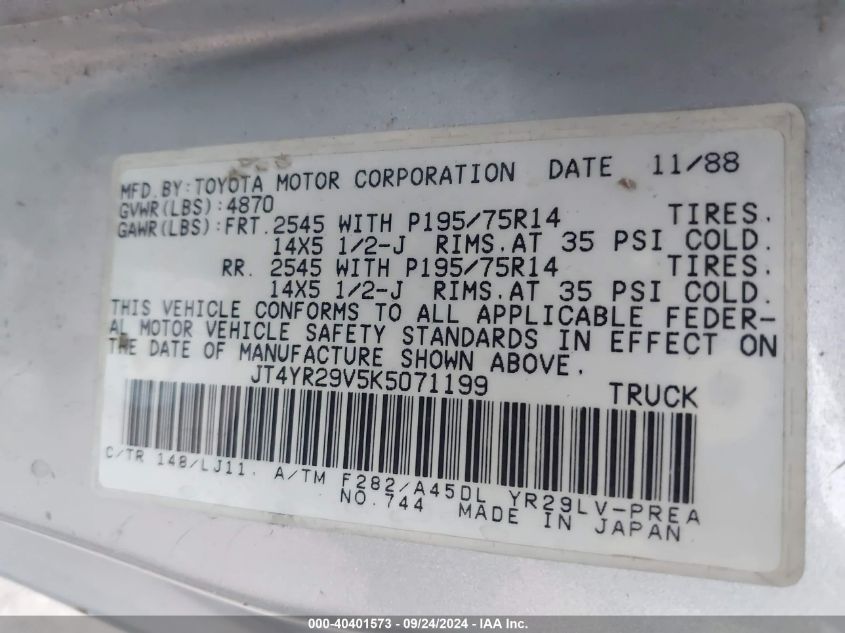 MFD.BY:TOYOTA MOTOR CORPORATION DATE 11/88
GVWR(LBS):4870
GAWR(LBS):FRT.2545 WITH P195/75R14 TIRES.
14X5 1/2-J RIMS.AT 35 PSI COLD.
RR. 2545 WITH P195/75R14 TIRES.
14X5 1/2-J RIMS.AT 35 PSI COLD.
THIS VEHICLE CONFORMS TO ALL APPLICABLE FEDER-
AL MOTOR VEHICLE SAFETY STANDARDS IN EFFECT ON
THE DATE OF MANUFACTURE SHOWN ABOVE.
JT4YR29V5K5071199 TRUCK
C/TR 148/LJ11. A/TM F282/A45DL YR29LV-PREA
NO.744 MADE IN JAPAN
000-40401573 - 09/24/2024 - IAA Inc.